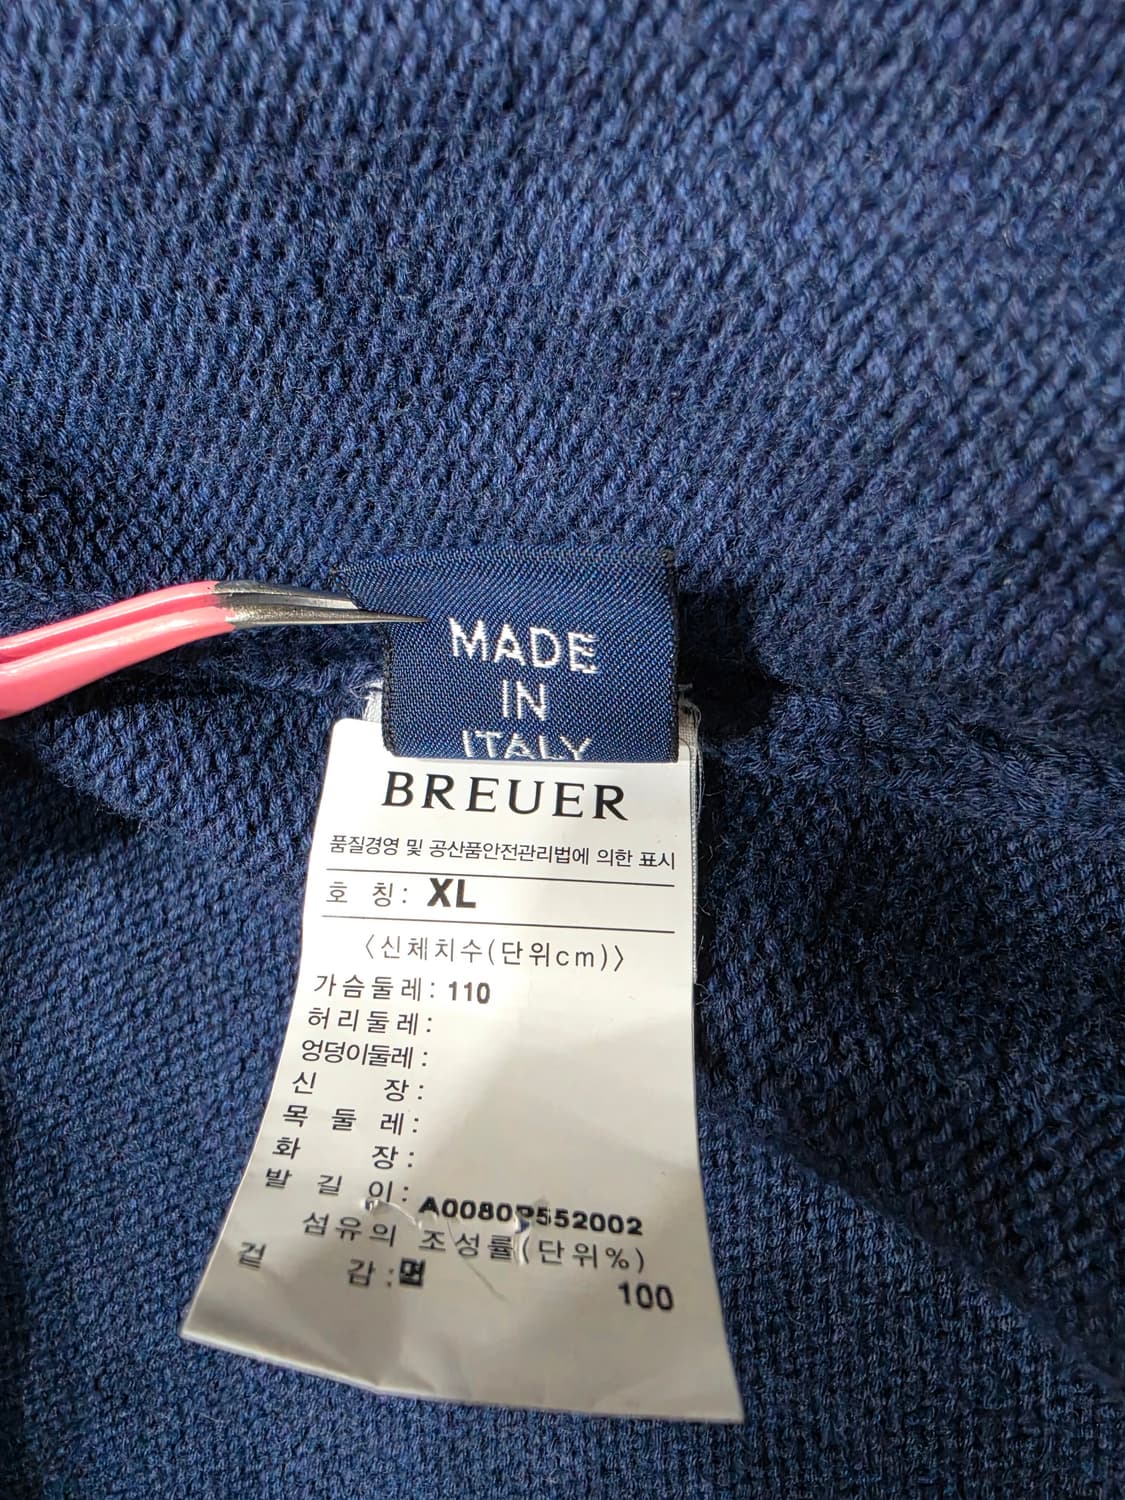 MADE
IN
ITALY
BREUER
품질경영 및 공산품안전관리법에 의한 표시
호 칭: XL
〈신체치수(단위cm)〉
가슴둘레: 110
허리둘레:
엉덩이둘레:
신 장:
목 둘 레:
화 장:
발 길 이:
섬유의 조성률(단위%)
겉 감:면 100